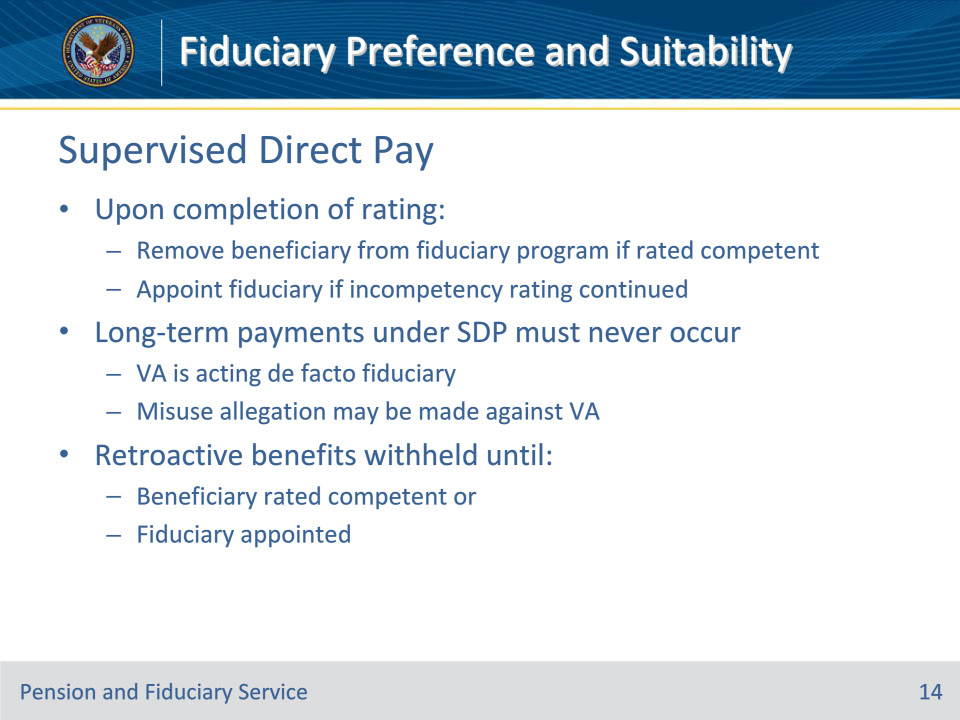 Fiduciary Preference and Suitability
Supervised Direct Pay
• Upon completion of rating:
– Remove beneficiary from fiduciary program if rated competent
– Appoint fiduciary if incompetency rating continued
• Long-term payments under SDP must never occur
– VA is acting de facto fiduciary
– Misuse allegation may be made against VA
• Retroactive benefits withheld until:
– Beneficiary rated competent or
– Fiduciary appointed
Pension and Fiduciary Service
14